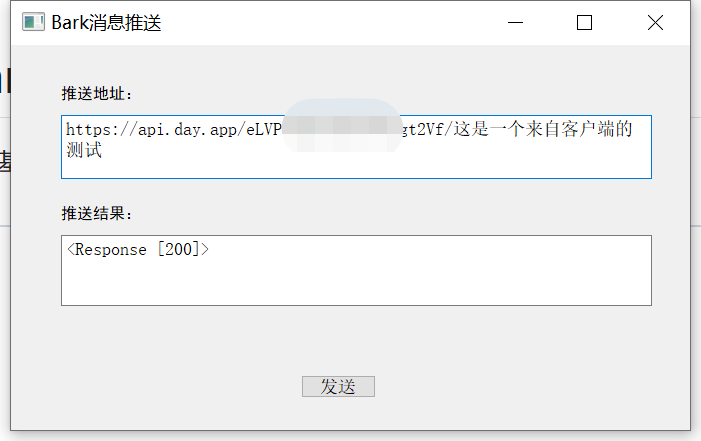 Bark消息推送
推送地址：
https://api.day.app/eLVP gt2Vf/这是一个来自客户端的
测试
推送结果：
<Response [200]>
发送